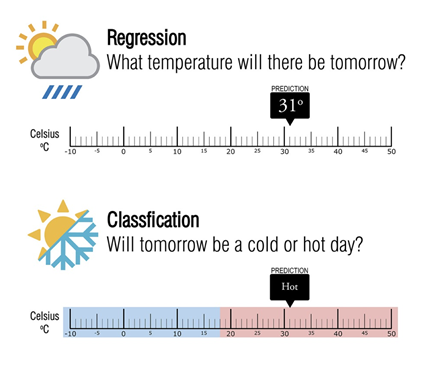 Regression
What temperature will there be tomorrow?
PREDICTION
31º
Celsius
ºC
-10 -5 0 5 10 15 20 25 30 35 40 45 50
Classfication
Will tomorrow be a cold or hot day?
PREDICTION
Hot
Celsius
ºC
-10 -5 0 5 10 15 20 25 30 35 40 45 50